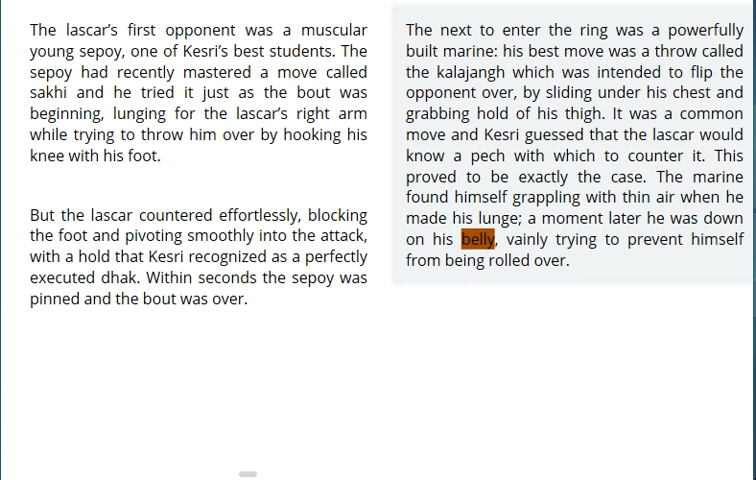 The lascar’s first opponent was a muscular
young sepoy, one of Kesri’s best students. The
sepoy had recently mastered a move called
sakhi and he tried it just as the bout was
beginning, lunging for the lascar’s right arm
while trying to throw him over by hooking his
knee with his foot.
But the lascar countered effortlessly, blocking
the foot and pivoting smoothly into the attack,
with a hold that Kesri recognized as a perfectly
executed dhak. Within seconds the sepoy was
pinned and the bout was over.
The next to enter the ring was a powerfully
built marine: his best move was a throw called
the kalajangh which was intended to flip the
opponent over, by sliding under his chest and
grabbing hold of his thigh. It was a common
move and Kesri guessed that the lascar would
know a pech with which to counter it. This
proved to be exactly the case. The marine
found himself grappling with thin air when he
made his lunge; a moment later he was down
on his belly, vainly trying to prevent himself
from being rolled over.